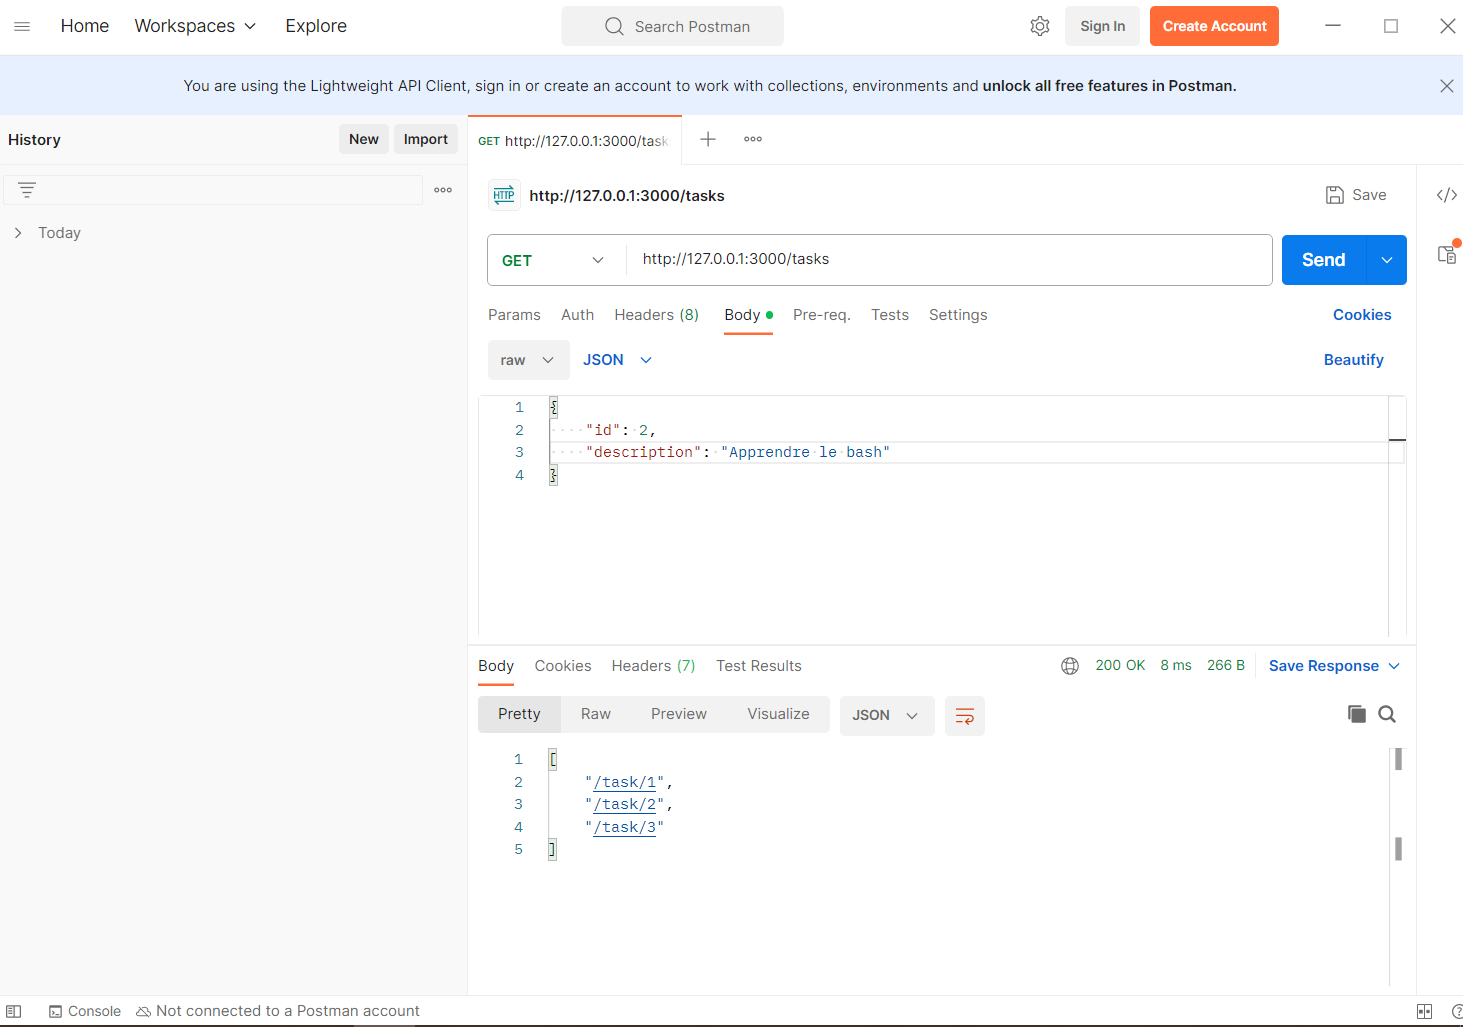 Home Workspaces Explore Search Postman Sign In Create Account
You are using the Lightweight API Client, sign in or create an account to work with collections, environments and unlock all free features in Postman.
History New Import
Today
GET http://127.0.0.1:3000/task
HTTP http://127.0.0.1:3000/tasks Save </>
GET http://127.0.0.1:3000/tasks Send
Params Auth Headers (8) Body Pre-req. Tests Settings Cookies
raw JSON Beautify
1 {
2 "id": 2,
3 "description": "Apprendre le bash"
4 }
Body Cookies Headers (7) Test Results 200 OK 8 ms 266 B Save Response
Pretty Raw Preview Visualize JSON
1 [
2 "/task/1",
3 "/task/2",
4 "/task/3"
5 ]
Console Not connected to a Postman account